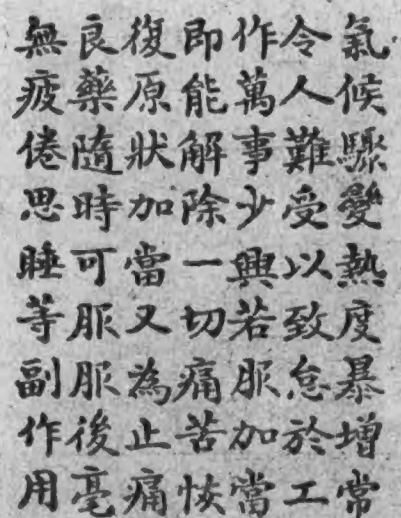 氣候驟變熱度暴增常
令人難受以致怠於工
作萬事少興若服加當
即能解除一切痛苦恢
復原狀加當又為止痛
良藥隨時可服服後毫
無疲倦思睡等副作用